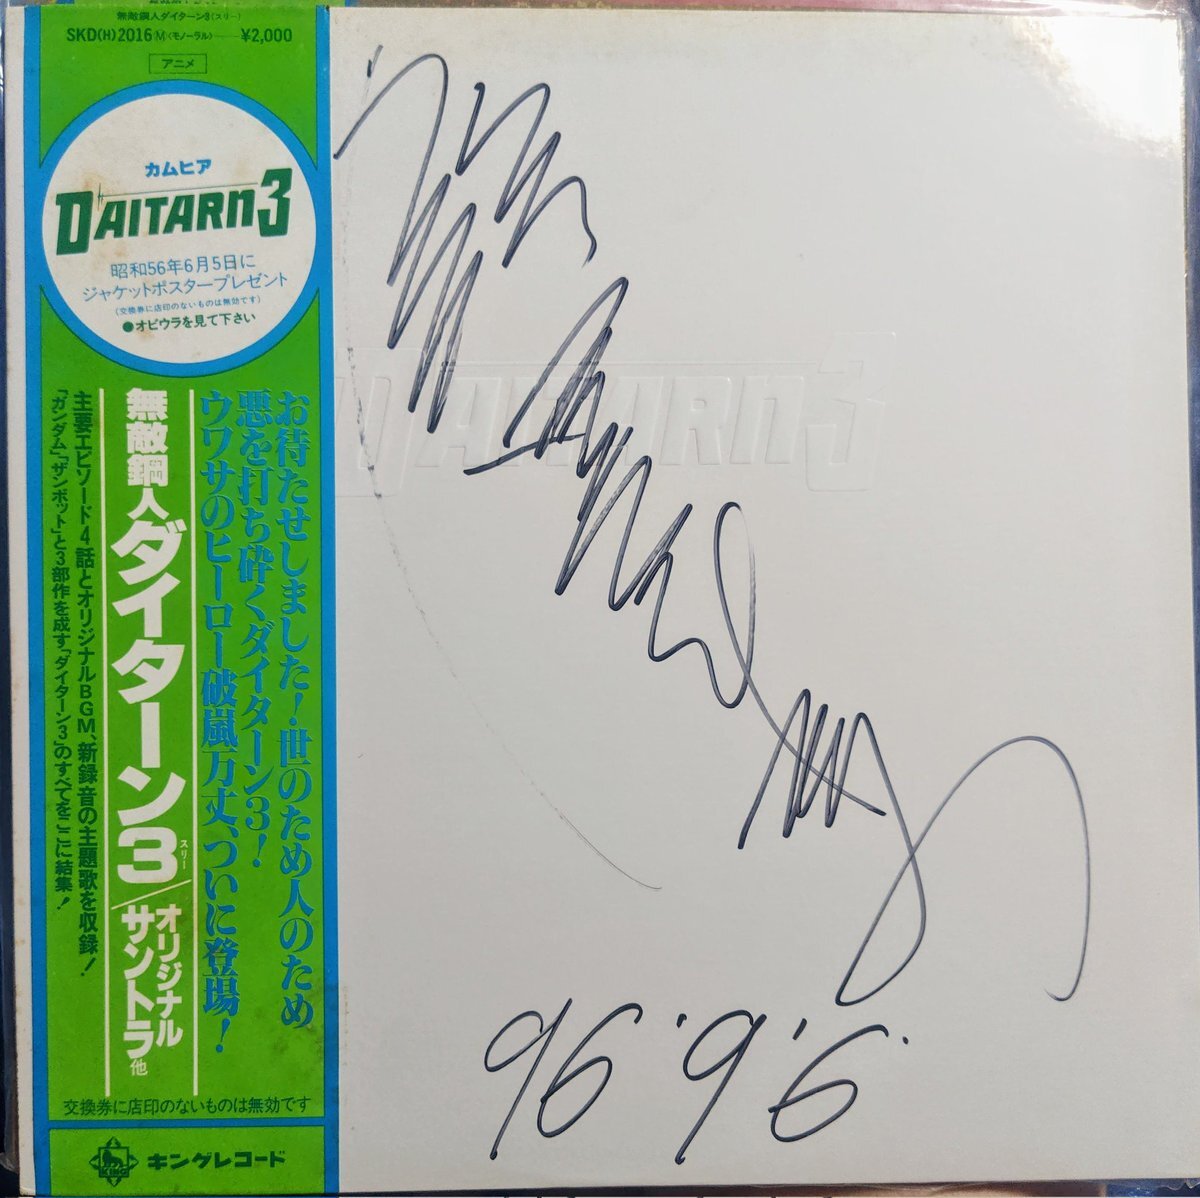 無敵鋼人ダイターン3(スリー)
SKD(H)2016Ⓜ〈モノーラル〉——¥2,000
アニメ
カムヒア
D'AITARN3
昭和56年6月5日に
ジャケットポスタープレゼント
(交換券に店印のないものは無効です)
●オビウラを見て下さい
お待たせしました!世のため人のため
悪を打ち砕くダイターン3!
ウワサのヒーロー破嵐万丈、ついに登場!
無敵鋼人ダイターン3/オリジナルサントラ他
スリー
主要エピソード4話とオリジナルBGM、新録音の主題歌を収録!
「ガンダム」「ザンボット」と3部作を成す「ダイターン3」のすべてをここに結集!
交換券に店印のないものは無効です
KING
キングレコード
D'AITARN3
96.'9.'6.